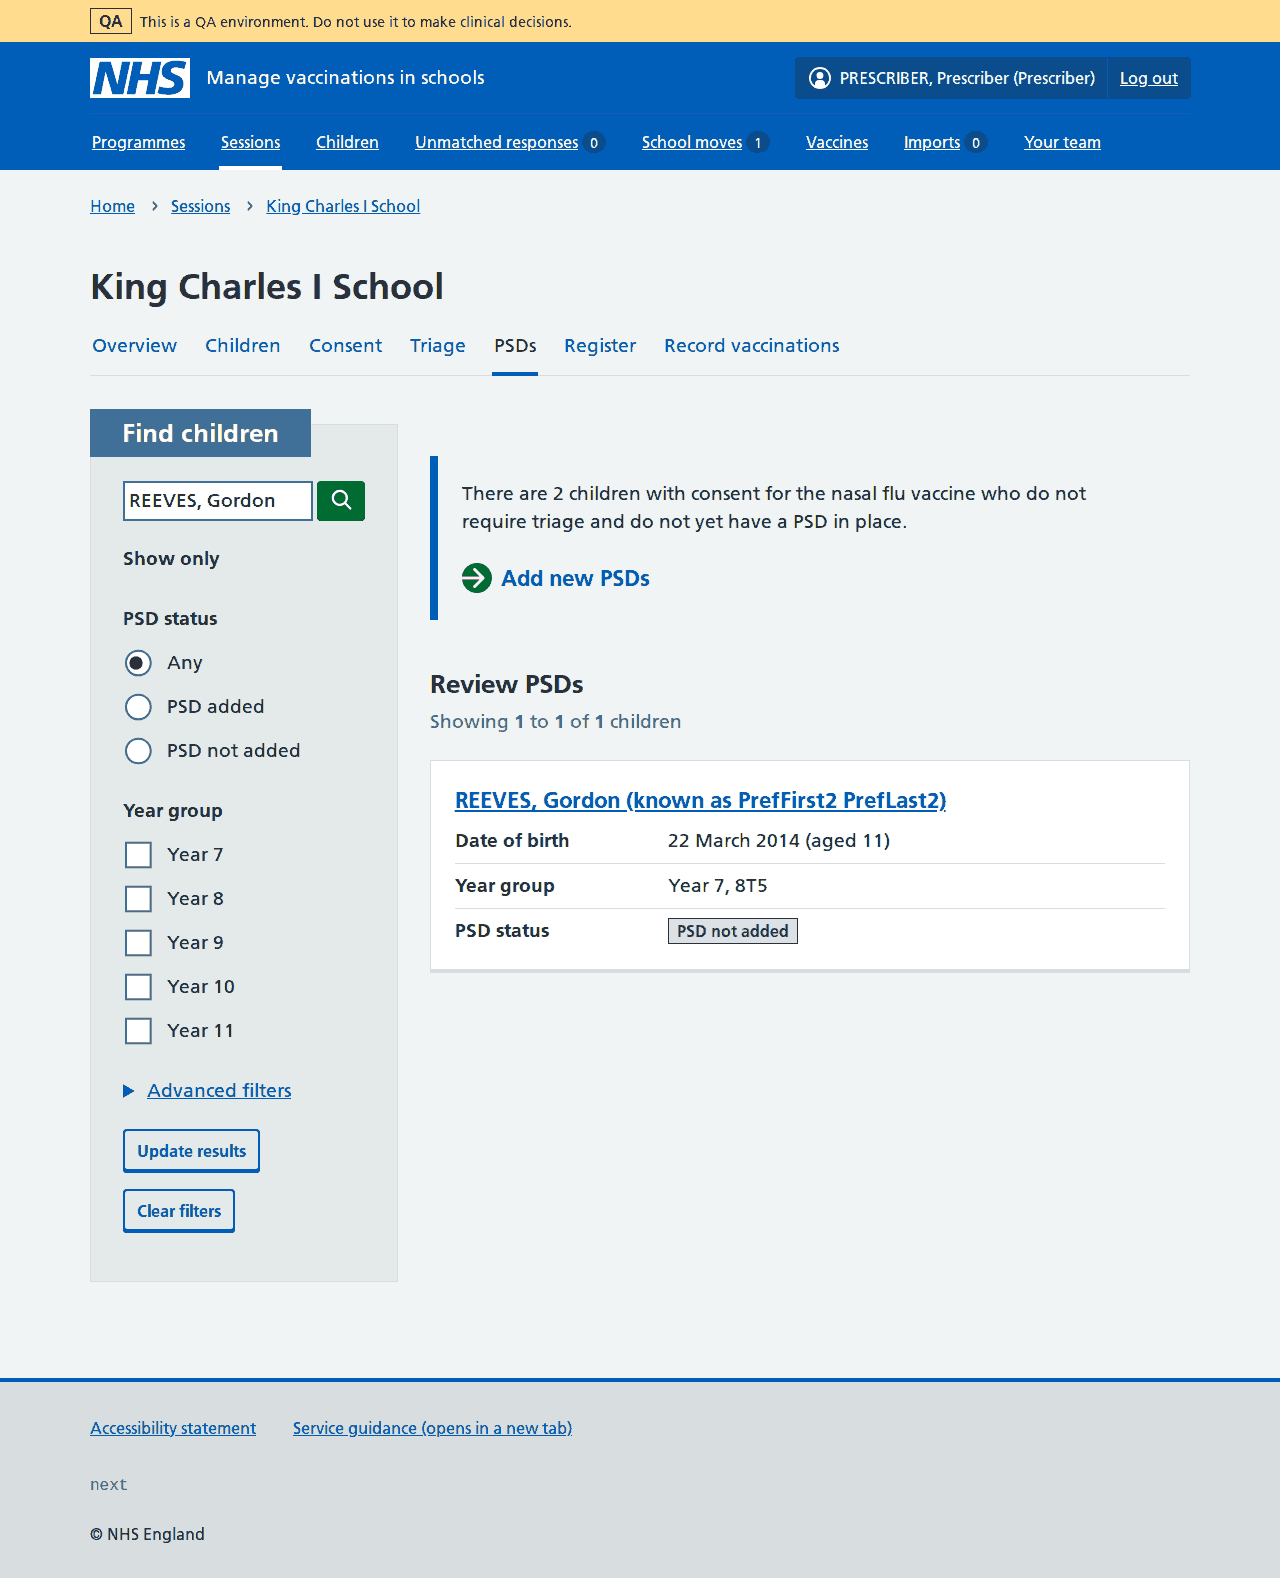 QA This is a QA environment. Do not use it to make clinical decisions.
NHS Manage vaccinations in schools PRESCRIBER, Prescriber (Prescriber) Log out
Programmes Sessions Children Unmatched responses 0 School moves 1 Vaccines Imports 0 Your team
Home Sessions King Charles I School
King Charles I School
Overview Children Consent Triage PSDs Register Record vaccinations
Find children
REEVES, Gordon
Show only
PSD status
Any
PSD added
PSD not added
Year group
Year 7
Year 8
Year 9
Year 10
Year 11
Advanced filters
Update results
Clear filters
There are 2 children with consent for the nasal flu vaccine who do not
require triage and do not yet have a PSD in place.
Add new PSDs
Review PSDs
Showing 1 to 1 of 1 children
REEVES, Gordon (known as PrefFirst2 PrefLast2)
Date of birth 22 March 2014 (aged 11)
Year group Year 7, 8T5
PSD status PSD not added
Accessibility statement Service guidance (opens in a new tab)
next
© NHS England